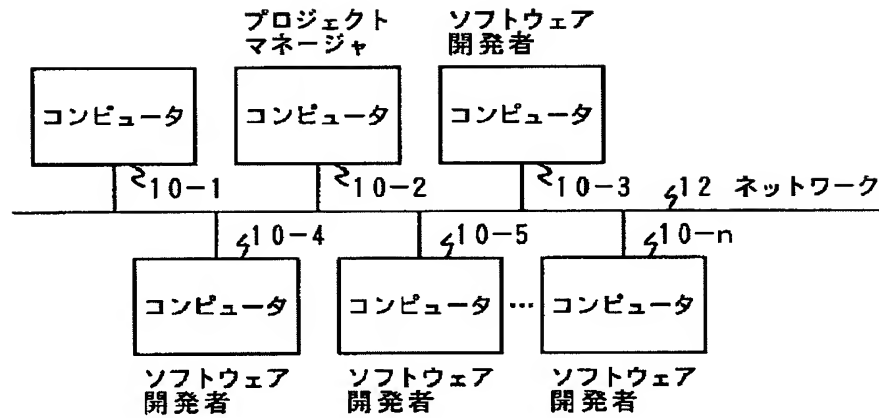 プロジェクト
マネージャ
ソフトウェア
開発者
コンピュータ
コンピュータ
コンピュータ
10-1
10-2
10-3
12 ネットワーク
10-4
10-5
10-n
コンピュータ
コンピュータ
…
コンピュータ
ソフトウェア
開発者
ソフトウェア
開発者
ソフトウェア
開発者